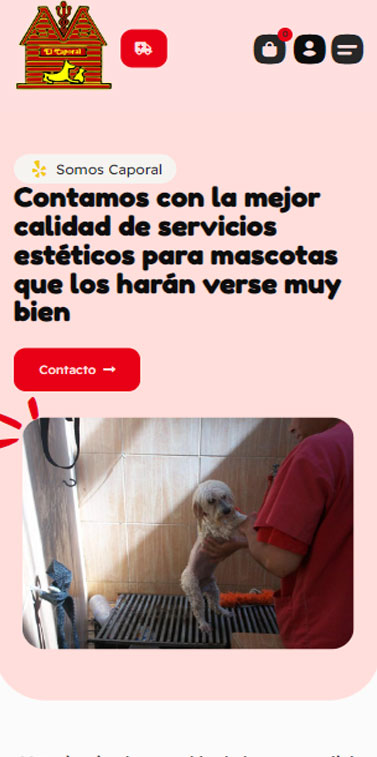 El Caporal
0
Somos Caporal
Contamos con la mejor
calidad de servicios
estéticos para mascotas
que los harán verse muy
bien
Contacto